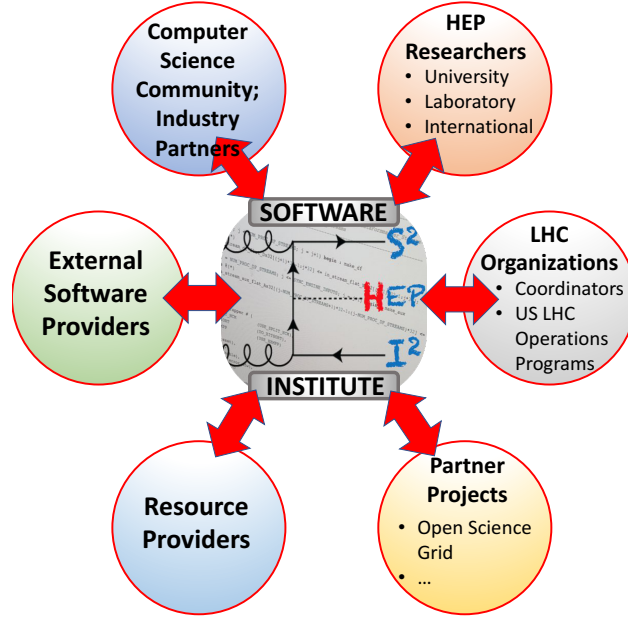 Computer
Science
Community;
Industry
Partners
HEP
Researchers
• University
• Laboratory
• International
SOFTWARE
S²
HEP
I²
INSTITUTE
External
Software
Providers
LHC
Organizations
• Coordinators
• US LHC
Operations
Programs
Resource
Providers
Partner
Projects
• Open Science
Grid
• …